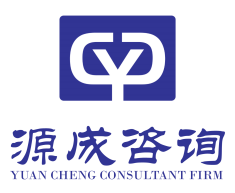 源成咨询
YUAN CHENG CONSULTANT FIRM